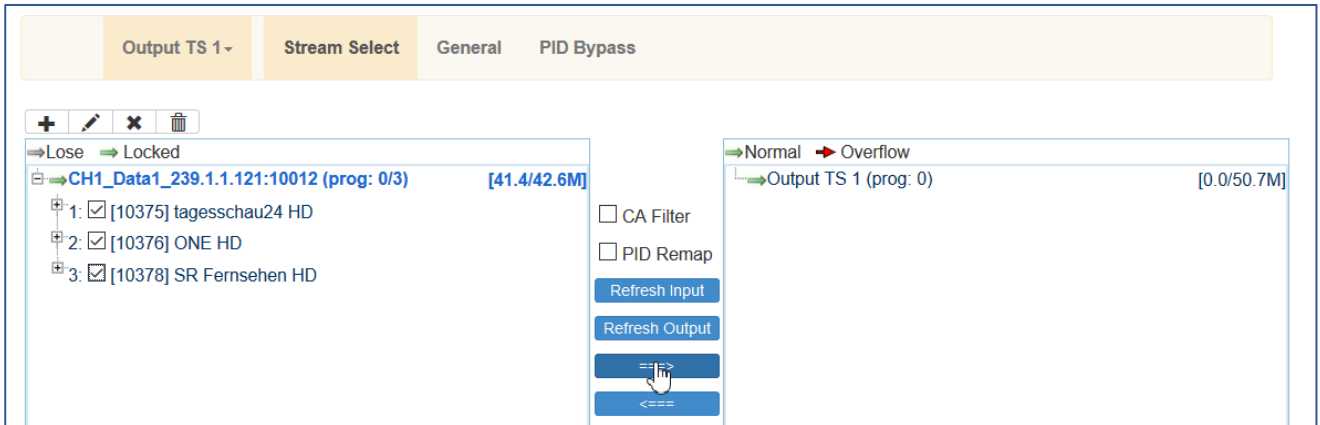 Output TS 1 Stream Select General PID Bypass
⇒Lose ⇒Locked
CH1_Data1_239.1.1.121:10012 (prog: 0/3) [41.4/42.6M]
1: [10375] tagesschau24 HD
2: [10376] ONE HD
3: [10378] SR Fernsehen HD
CA Filter
PID Remap
Refresh Input
Refresh Output
===>
<===
Normal Overflow
Output TS 1 (prog: 0) [0.0/50.7M]